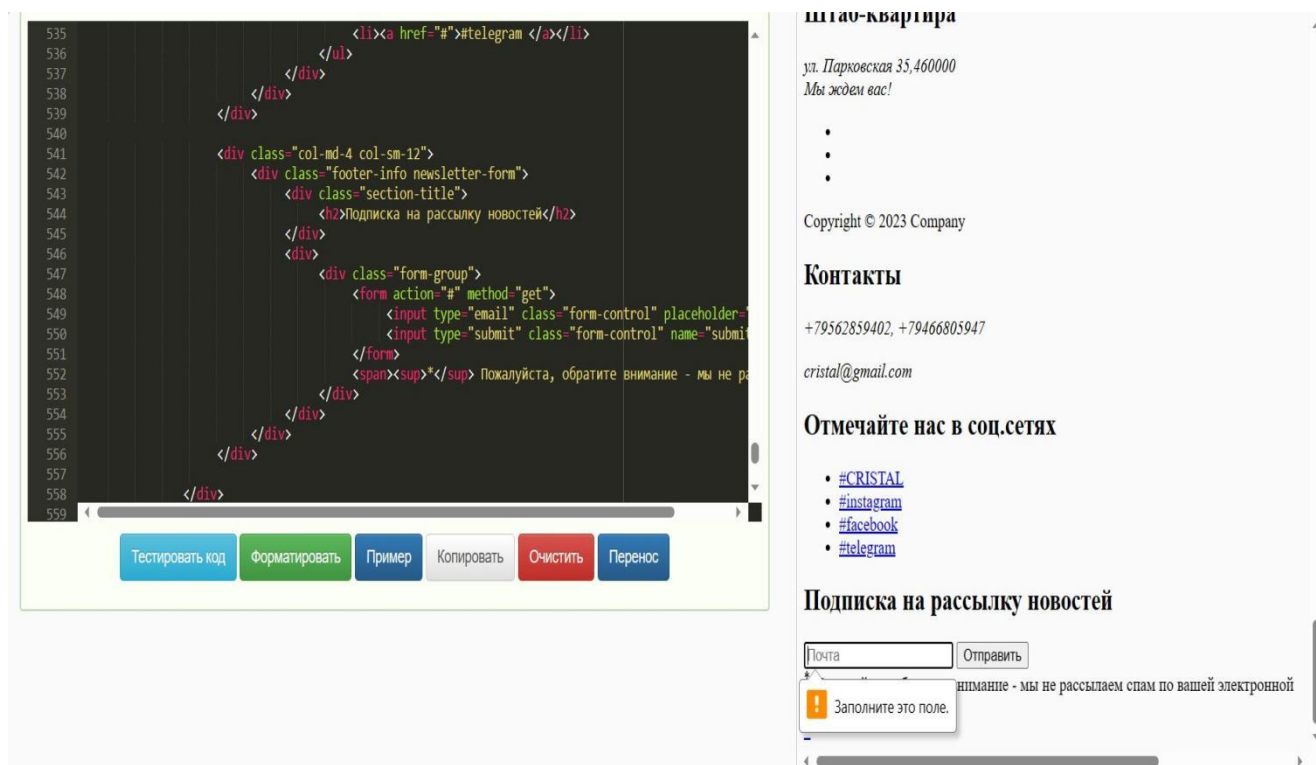 535 <li><a href="#">#telegram </a></li>
536 </ul>
537 </div>
538 </div>
539 </div>
540
541 <div class="col-md-4 col-sm-12">
542 <div class="footer-info newsletter-form">
543 <div class="section-title">
544 <h2>Подписка на рассылку новостей</h2>
545 </div>
546 <div>
547 <div class="form-group">
548 <form action="#" method="get">
549 <input type="email" class="form-control" placeholder="
550 <input type="submit" class="form-control" name="submit
551 </form>
552 <span><sup>*</sup> Пожалуйста, обратите внимание - мы не
553 </div>
554 </div>
555 </div>
556 </div>
557
558 </div>
559
Тестировать код Форматировать Пример Копировать Очистить Перенос
Штаб-квартира
ул. Парковская 35,460000
Мы ждем вас!
Copyright © 2023 Company
Контакты
+79562859402, +79466805947
cristal@gmail.com
Отмечайте нас в соц.сетях
#CRISTAL
#instagram
#facebook
#telegram
Подписка на рассылку новостей
Почта Отправить
* - мы не рассылаем спам по вашей электронной
Заполните это поле.